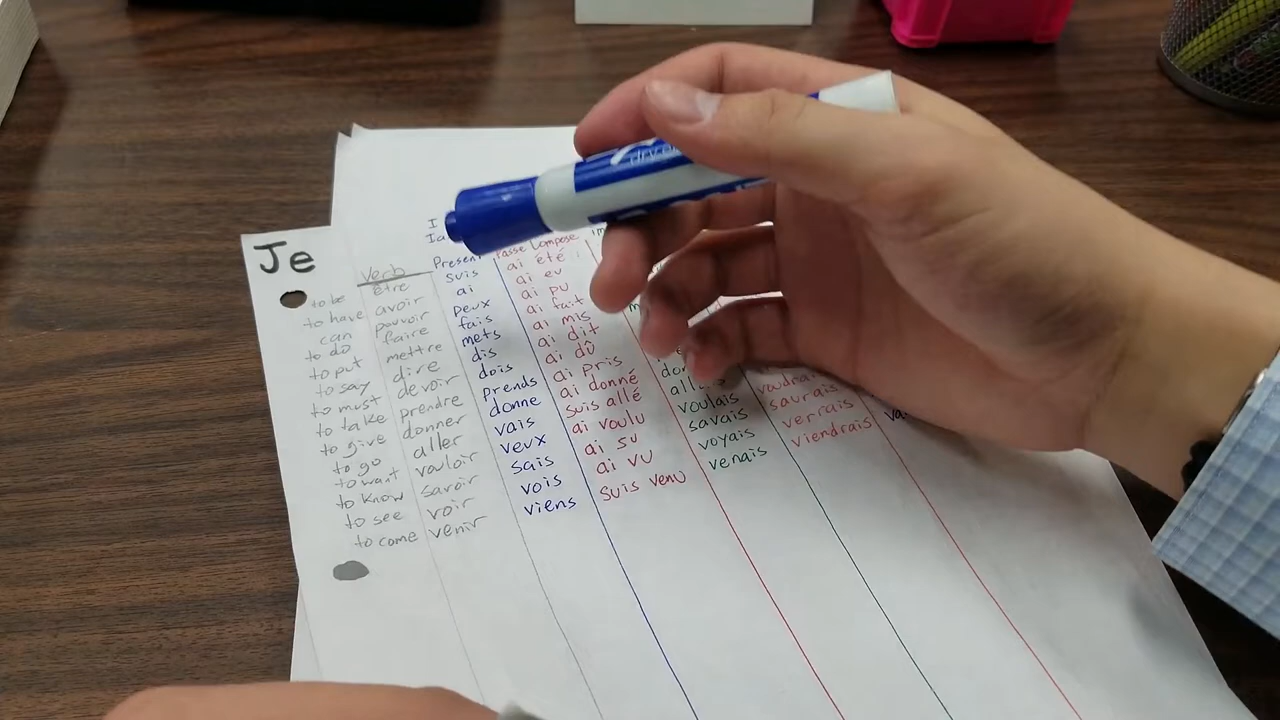 dry
I
Je
verb Present Passé Compose
to be être suis ai été
to have avoir ai ai eu
can pouvoir peux ai pu
to do faire fais ai fait
to put mettre mets ai mis
to say dire dis ai dit
to must devoir dois ai dû
to take prendre prends ai pris
to give donner donne ai donné
to go aller vais suis allé voudrais
to want vouloir veux ai voulu voulais saurais
to know savoir sais ai su savais verrais
to see voir vois ai vu voyais viendrais
to come venir viens suis venu venais